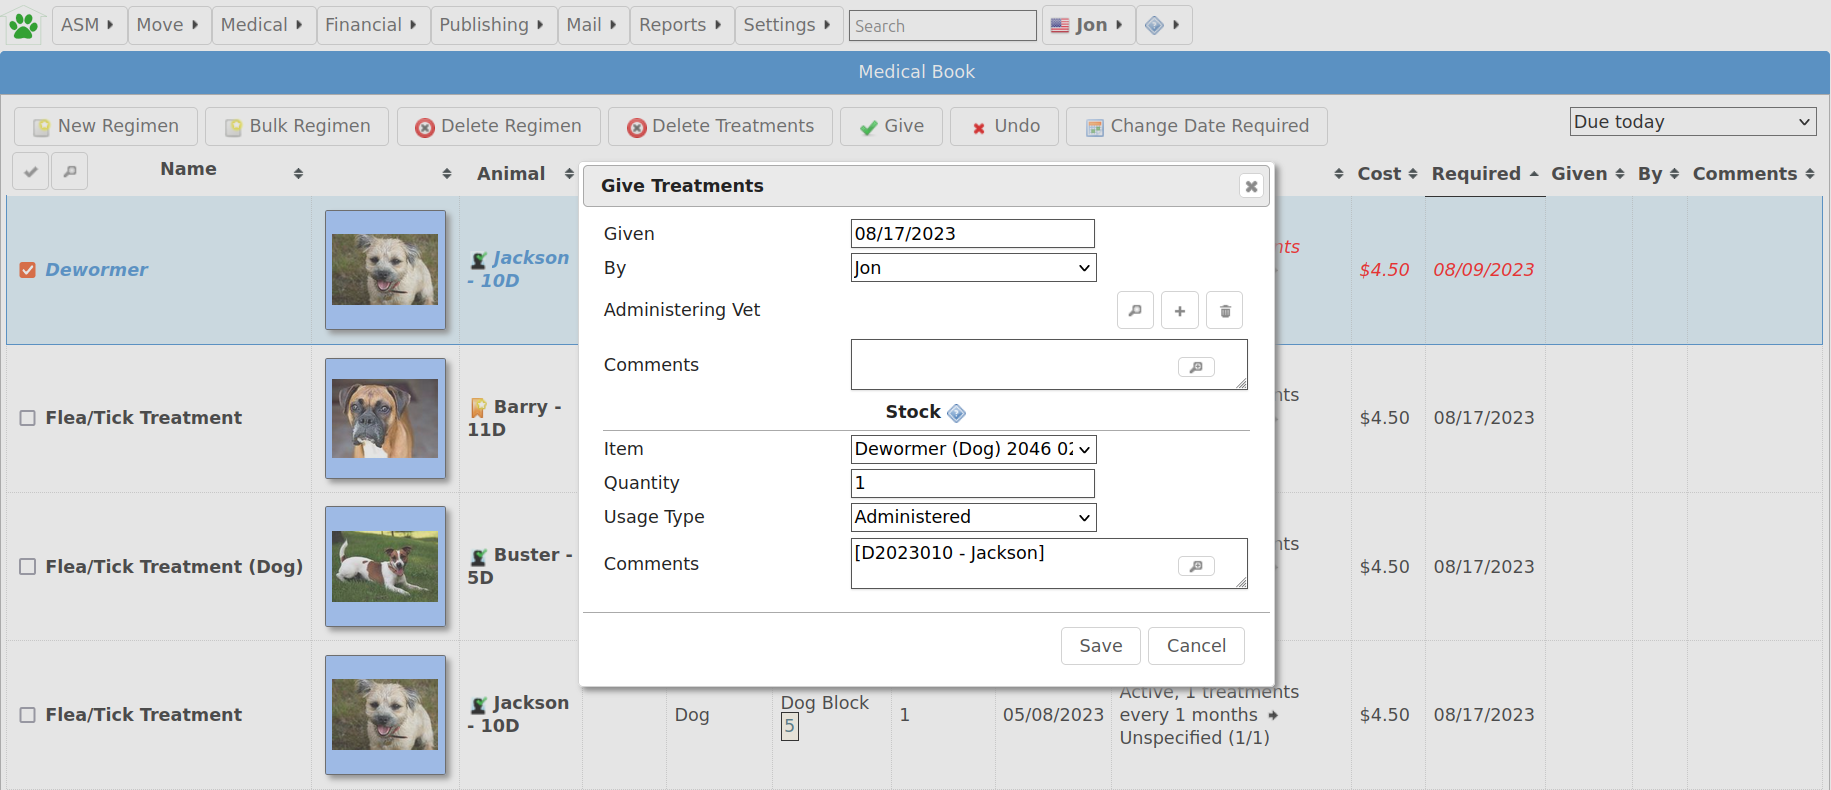 ASM Move Medical Financial Publishing Mail Reports Settings Search Jon
Medical Book
New Regimen Bulk Regimen Delete Regimen Delete Treatments Give Undo Change Date Required Due today
Name Animal Cost Required Given By Comments
Dewormer
Jackson
- 10D
nts
$4.50 08/09/2023
Flea/Tick Treatment
Barry -
11D
nts
$4.50 08/17/2023
Flea/Tick Treatment (Dog)
Buster -
5D
nts
$4.50 08/17/2023
Flea/Tick Treatment
Jackson
- 10D
Dog
Dog Block
5
1
05/08/2023
Active, 1 treatments
every 1 months
Unspecified (1/1)
$4.50 08/17/2023
Give Treatments
Given 08/17/2023
By Jon
Administering Vet
Comments
Stock
Item Dewormer (Dog) 2046 02
Quantity 1
Usage Type Administered
Comments [D2023010 - Jackson]
Save Cancel